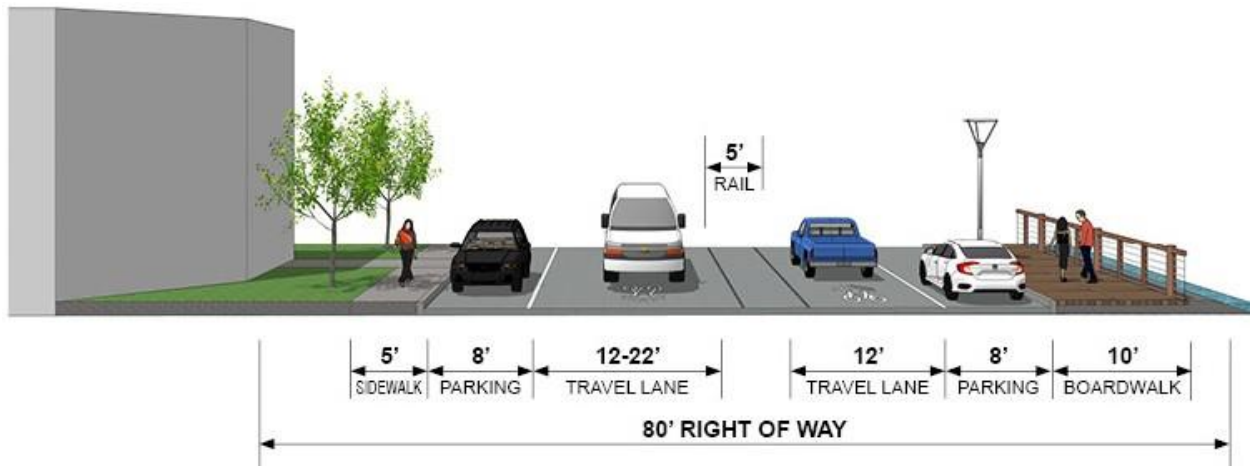 5’
RAIL
5’ 8’ 12-22’ 12’ 8’ 10’
SIDEWALK PARKING TRAVEL LANE TRAVEL LANE PARKING BOARDWALK
80’ RIGHT OF WAY